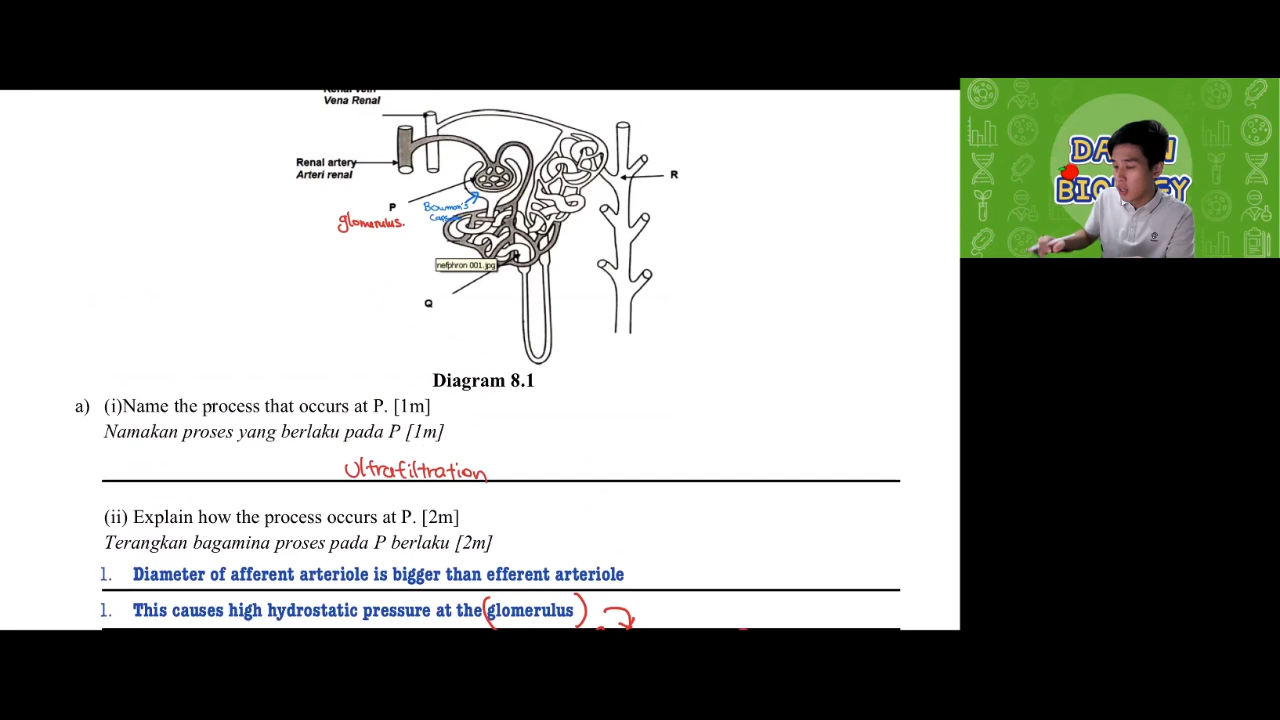 Vena Renal
Renal artery
Arteri renal
R
P
Bowman's
glomerulus.
nefphron 001.jpg
Q
Diagram 8.1
a) (i)Name the process that occurs at P. [1m]
Namakan proses yang berlaku pada P [1m]
Ultrafiltration
(ii) Explain how the process occurs at P. [2m]
Terangkan bagamina proses pada P berlaku [2m]
1. Diameter of afferent arteriole is bigger than efferent arteriole
1. This causes high hydrostatic pressure at the (glomerulus)